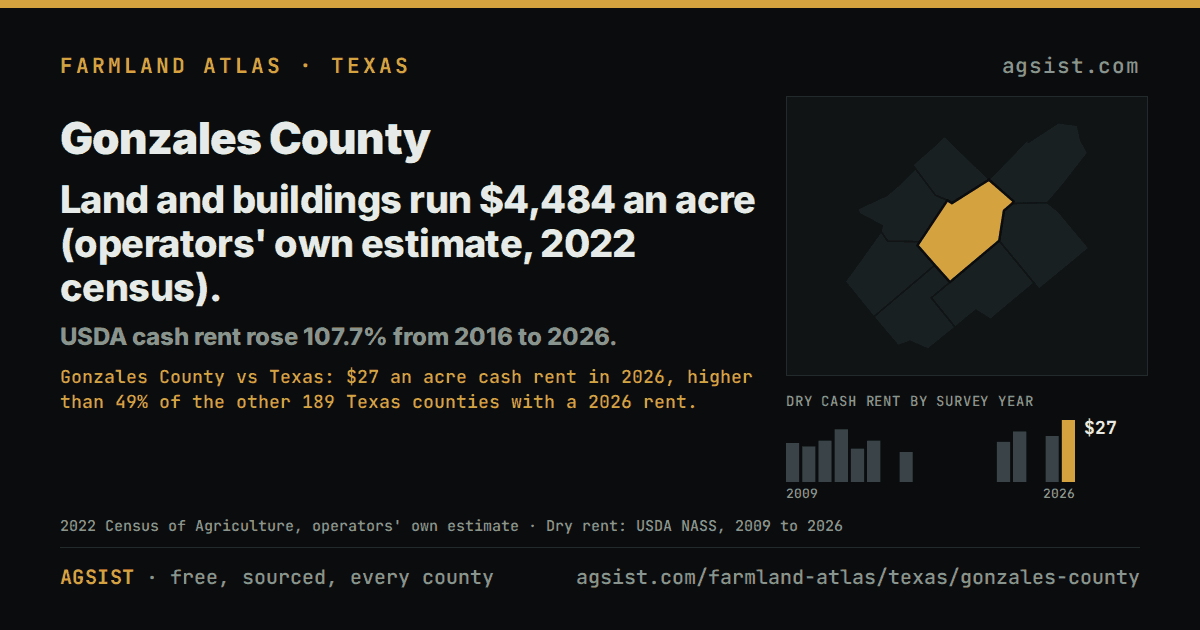 FARMLAND ATLAS · TEXAS
agsist.com
Gonzales County
Land and buildings run $4,484 an acre
(operators' own estimate, 2022
census).
USDA cash rent rose 107.7% from 2016 to 2026.
Gonzales County vs Texas: $27 an acre cash rent in 2026, higher
than 49% of the other 189 Texas counties with a 2026 rent.
DRY CASH RENT BY SURVEY YEAR
$27
2009
2026
2022 Census of Agriculture, operators' own estimate · Dry rent: USDA NASS, 2009 to 2026
AGSIST · free, sourced, every county
agsist.com/farmland-atlas/texas/gonzales-county